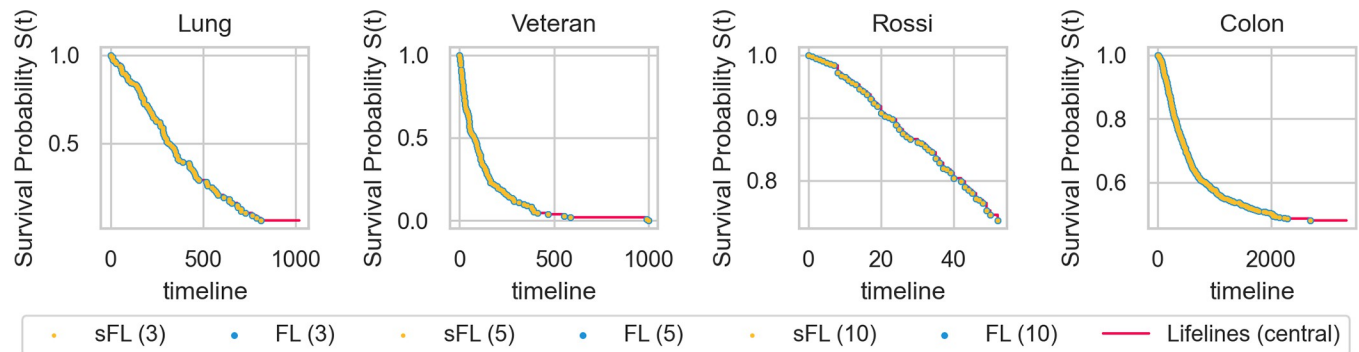 Lung Veteran Rossi Colon
Survival Probability S(t)
1.0
0.5
0 500 1000
timeline
Survival Probability S(t)
1.0
0.5
0.0
0 500 1000
timeline
Survival Probability S(t)
1.0
0.9
0.8
0 20 40
timeline
Survival Probability S(t)
1.0
0.8
0.6
0 2000
timeline
sFL (3) FL (3) sFL (5) FL (5) sFL (10) FL (10) Lifelines (central)